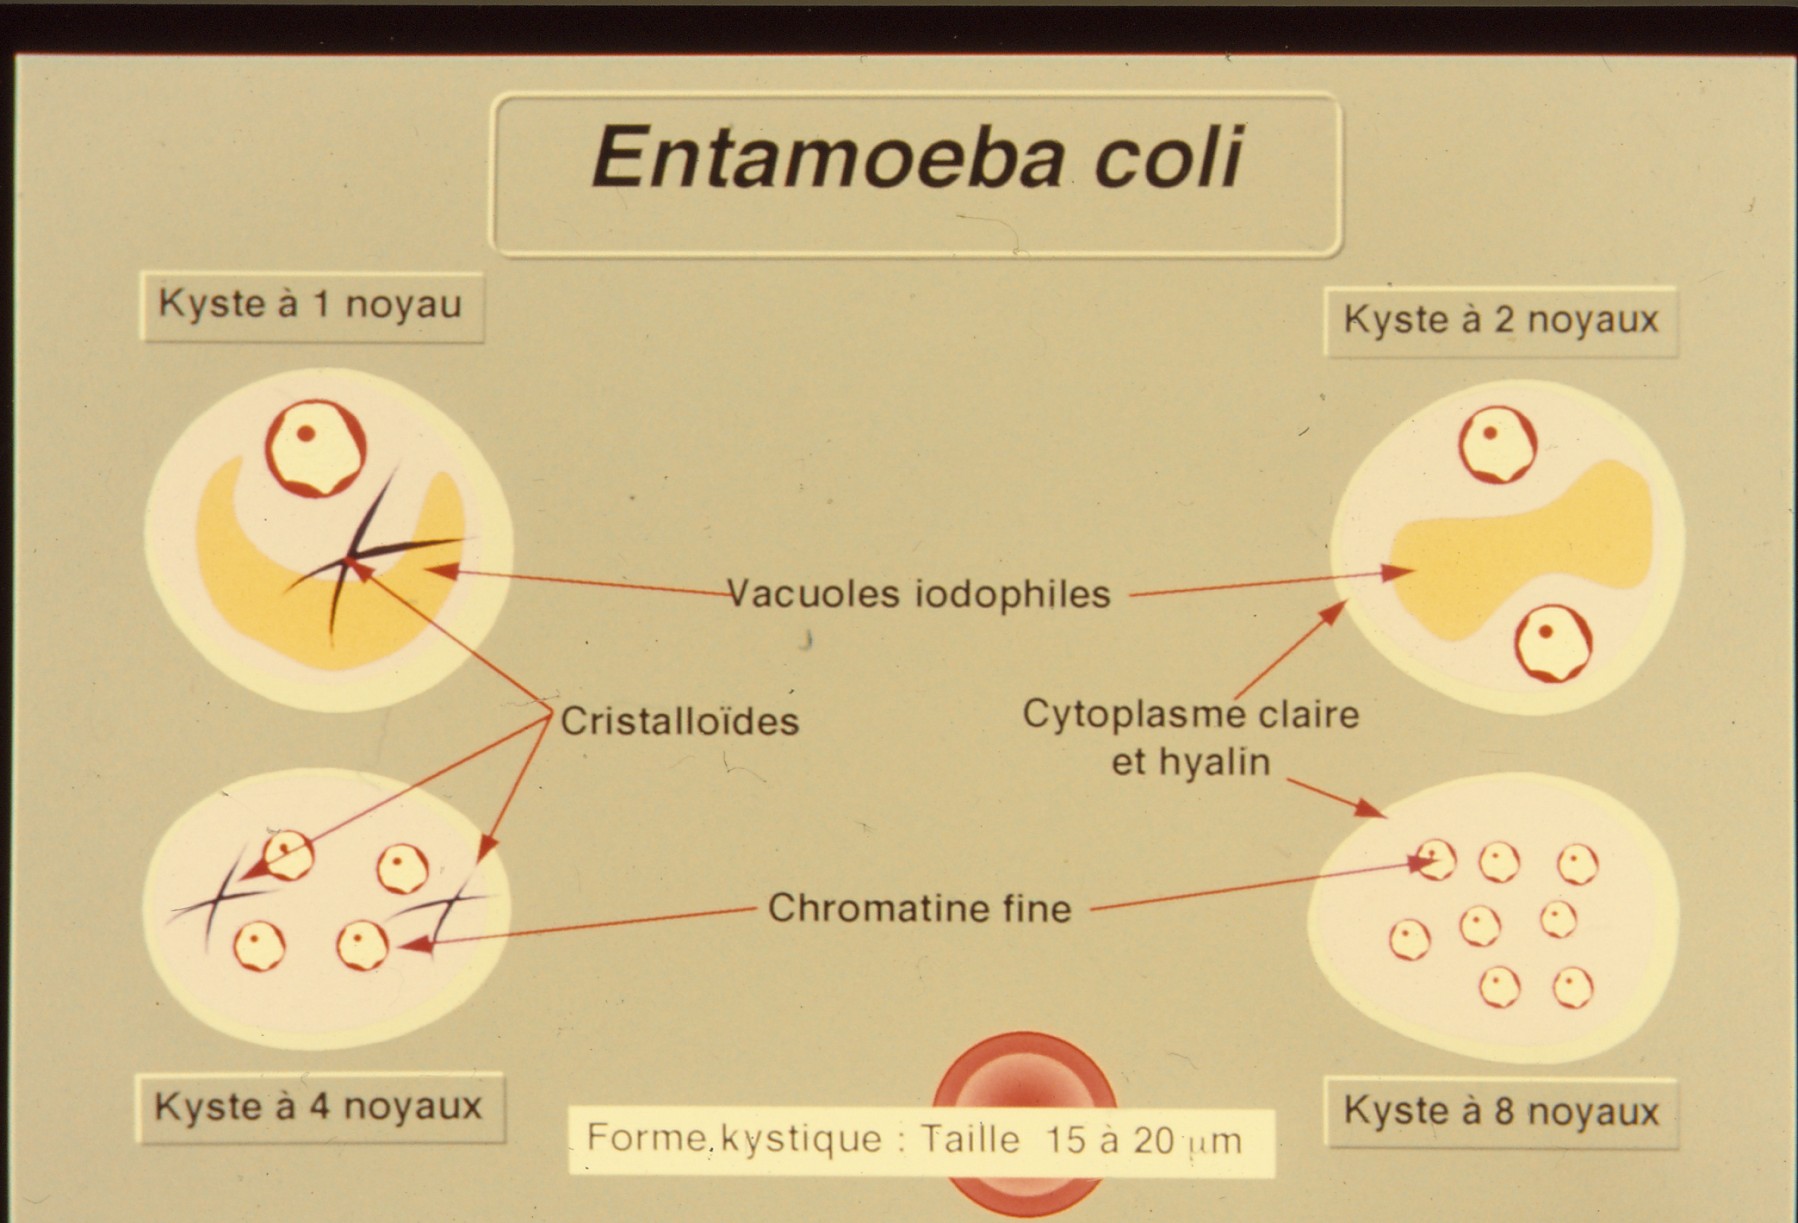 Entamoeba coli
Kyste à 1 noyau
Kyste à 2 noyaux
Vacuoles iodophiles
Cristalloïdes
Cytoplasme claire
et hyalin
Chromatine fine
Kyste à 4 noyaux
Kyste à 8 noyaux
Forme kystique : Taille 15 à 20 µm